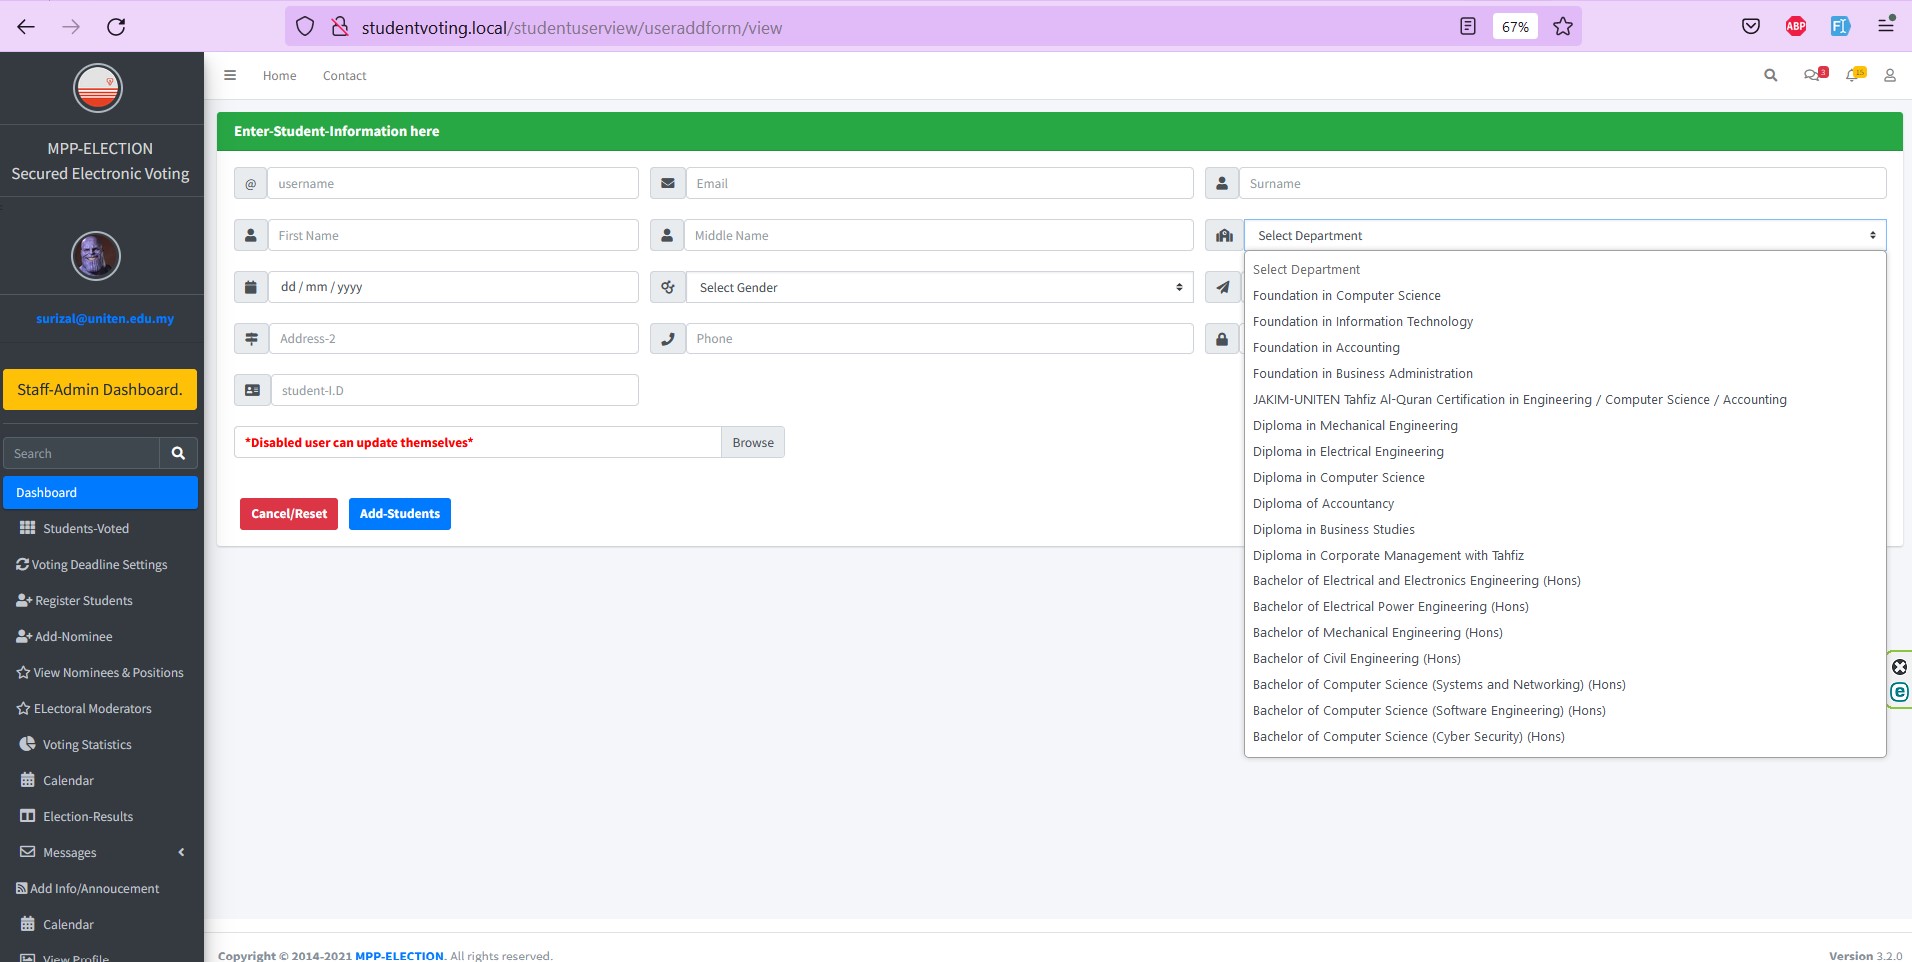 studentvoting.local/studentuserview/useraddform/view
67%
ABP
MPP-ELECTION
Secured Electronic Voting
surizal@uniten.edu.my
Staff-Admin Dashboard.
Search
Dashboard
Students-Voted
Voting Deadline Settings
Register Students
Add-Nominee
View Nominees & Positions
ELectoral Moderators
Voting Statistics
Calendar
Election-Results
Messages
Add Info/Annoucement
Calendar
View Profile
Home Contact
3
15
Enter-Student-Information here
@ username
Email
Surname
First Name
Middle Name
Select Department
dd / mm / yyyy
Select Gender
Address-2
Phone
student-I.D
*Disabled user can update themselves*
Browse
Cancel/Reset
Add-Students
Select Department
Foundation in Computer Science
Foundation in Information Technology
Foundation in Accounting
Foundation in Business Administration
JAKIM-UNITEN Tahfiz Al-Quran Certification in Engineering / Computer Science / Accounting
Diploma in Mechanical Engineering
Diploma in Electrical Engineering
Diploma in Computer Science
Diploma of Accountancy
Diploma in Business Studies
Diploma in Corporate Management with Tahfiz
Bachelor of Electrical and Electronics Engineering (Hons)
Bachelor of Electrical Power Engineering (Hons)
Bachelor of Mechanical Engineering (Hons)
Bachelor of Civil Engineering (Hons)
Bachelor of Computer Science (Systems and Networking) (Hons)
Bachelor of Computer Science (Software Engineering) (Hons)
Bachelor of Computer Science (Cyber Security) (Hons)
Copyright © 2014-2021 MPP-ELECTION. All rights reserved.
Version 3.2.0